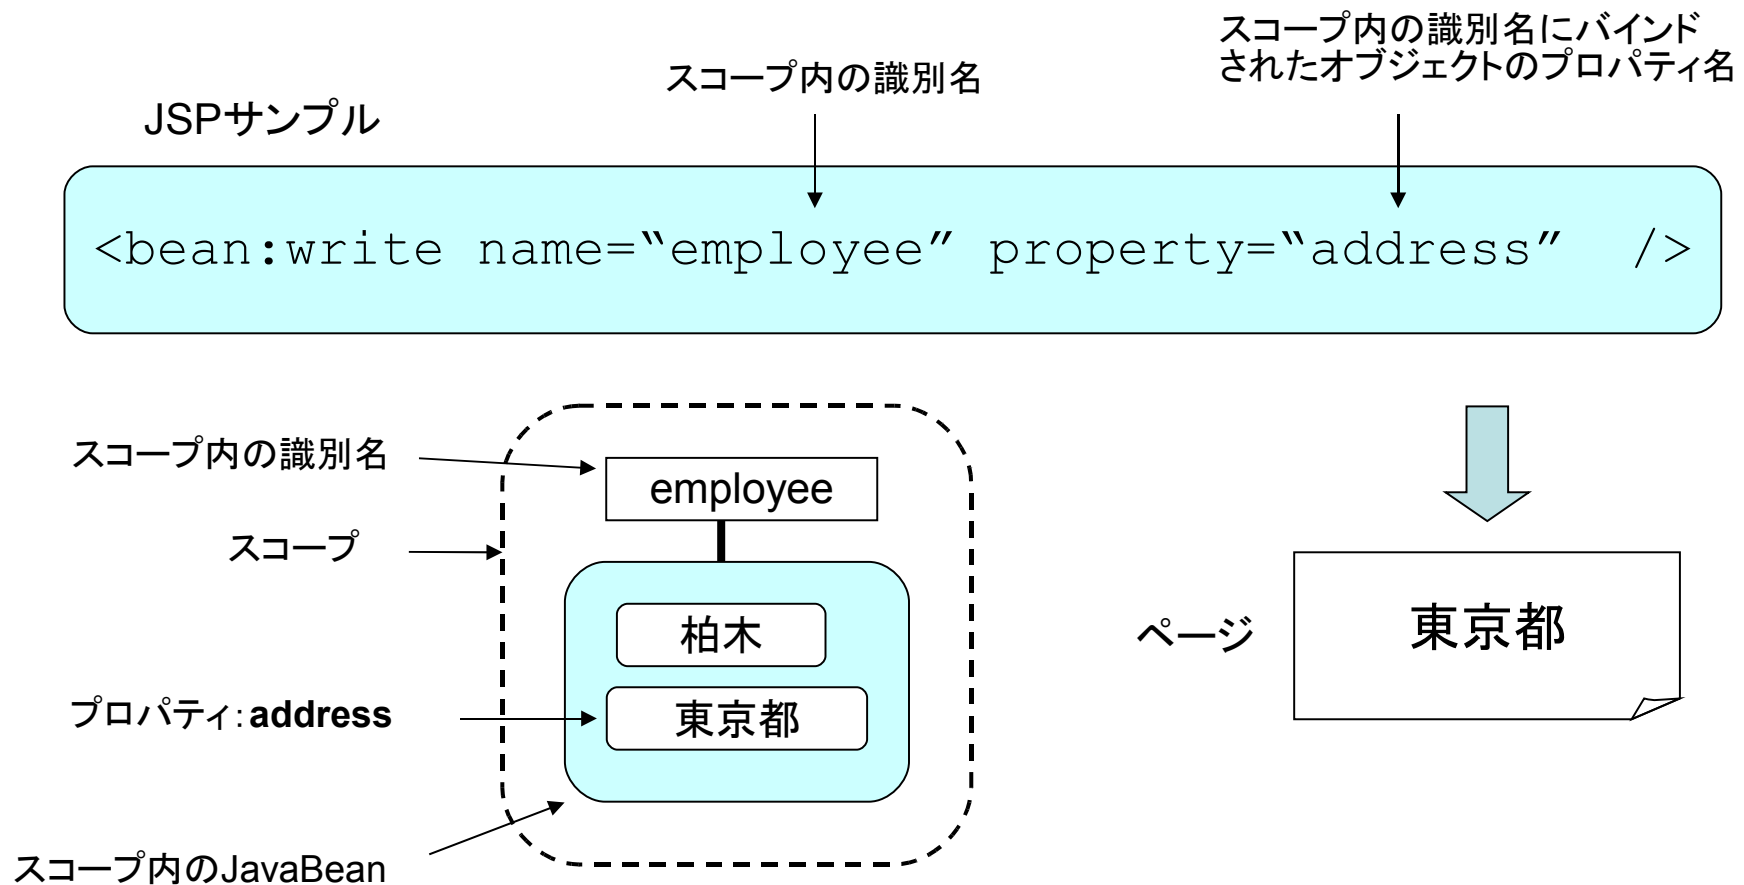 スコープ内の識別名にバインド
されたオブジェクトのプロパティ名
スコープ内の識別名
JSPサンプル
<bean:write name=“employee” property=“address”  />
スコープ内の識別名
employee
スコープ
柏木
ページ
東京都
プロパティ：address
東京都
スコープ内のJavaBean